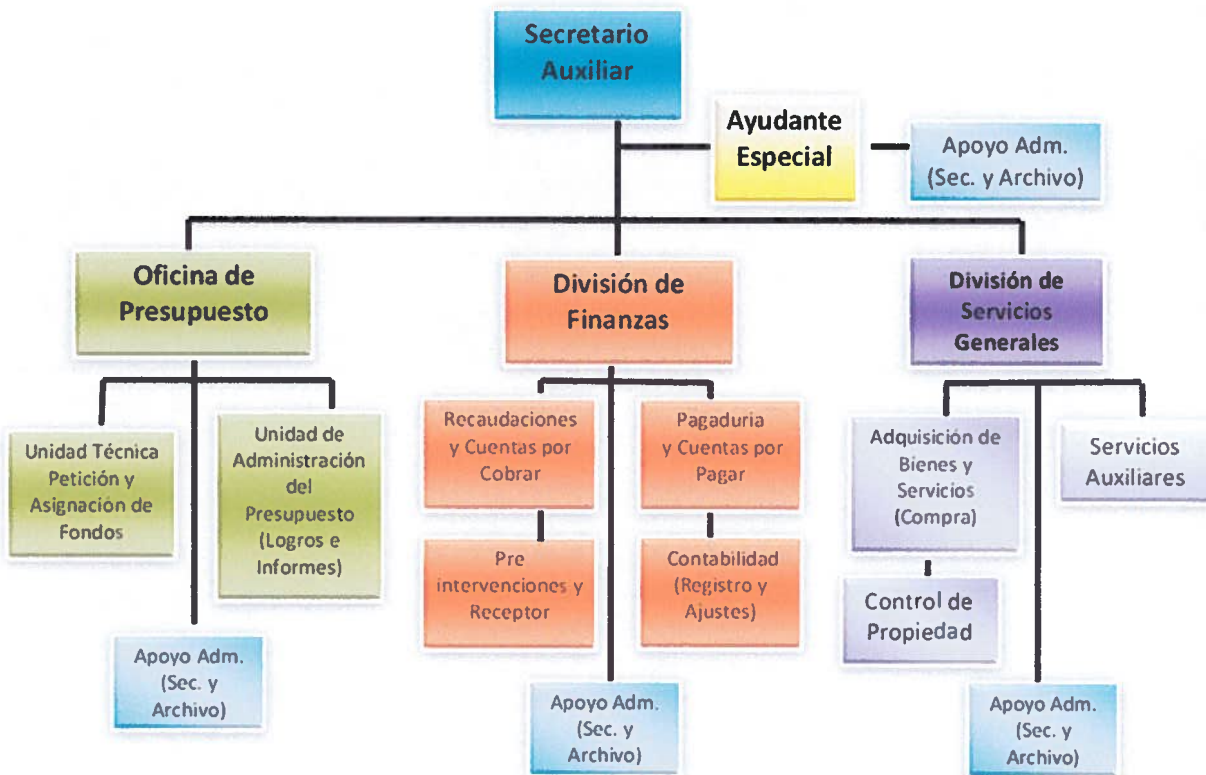 Secretario
Auxiliar
Ayudante
Especial
Apoyo Adm.
(Sec. y Archivo)
Oficina de
Presupuesto
División de
Finanzas
División de
Servicios
Generales
Unidad Técnica
Petición y
Asignación de
Fondos
Unidad de
Administración
del
Presupuesto
(Logros e
Informes)
Recaudaciones
y Cuentas por
Cobrar
Pagaduria
y Cuentas por
Pagar
Adquisición de
Bienes y
Servicios
(Compra)
Servicios
Auxiliares
Pre
intervenciones y
Receptor
Contabilidad
(Registro y
Ajustes)
Control de
Propiedad
Apoyo Adm.
(Sec. y
Archivo)
Apoyo Adm.
(Sec. y
Archivo)
Apoyo Adm.
(Sec. y
Archivo)